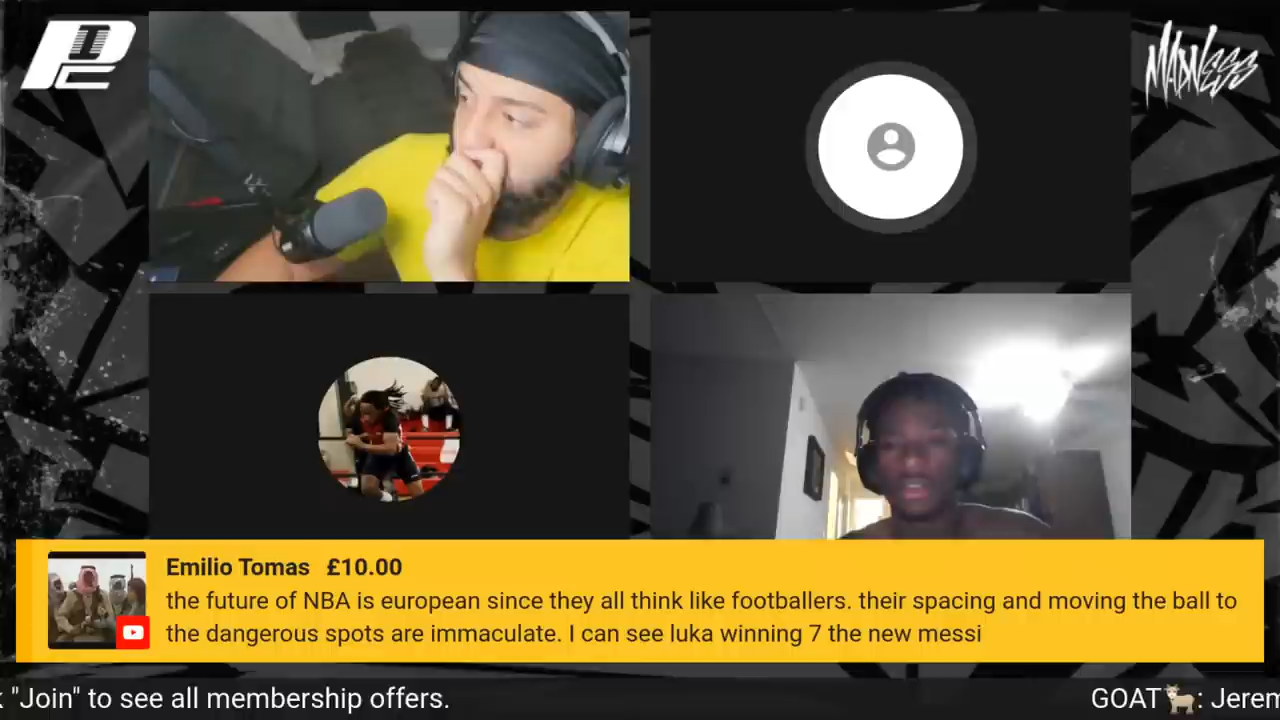 PIC
MADNESS
Emilio Tomas £10.00
the future of NBA is european since they all think like footballers. their spacing and moving the ball to
the dangerous spots are immaculate. I can see luka winning 7 the new messi
"Join" to see all membership offers.
GOAT🐐: Jerem